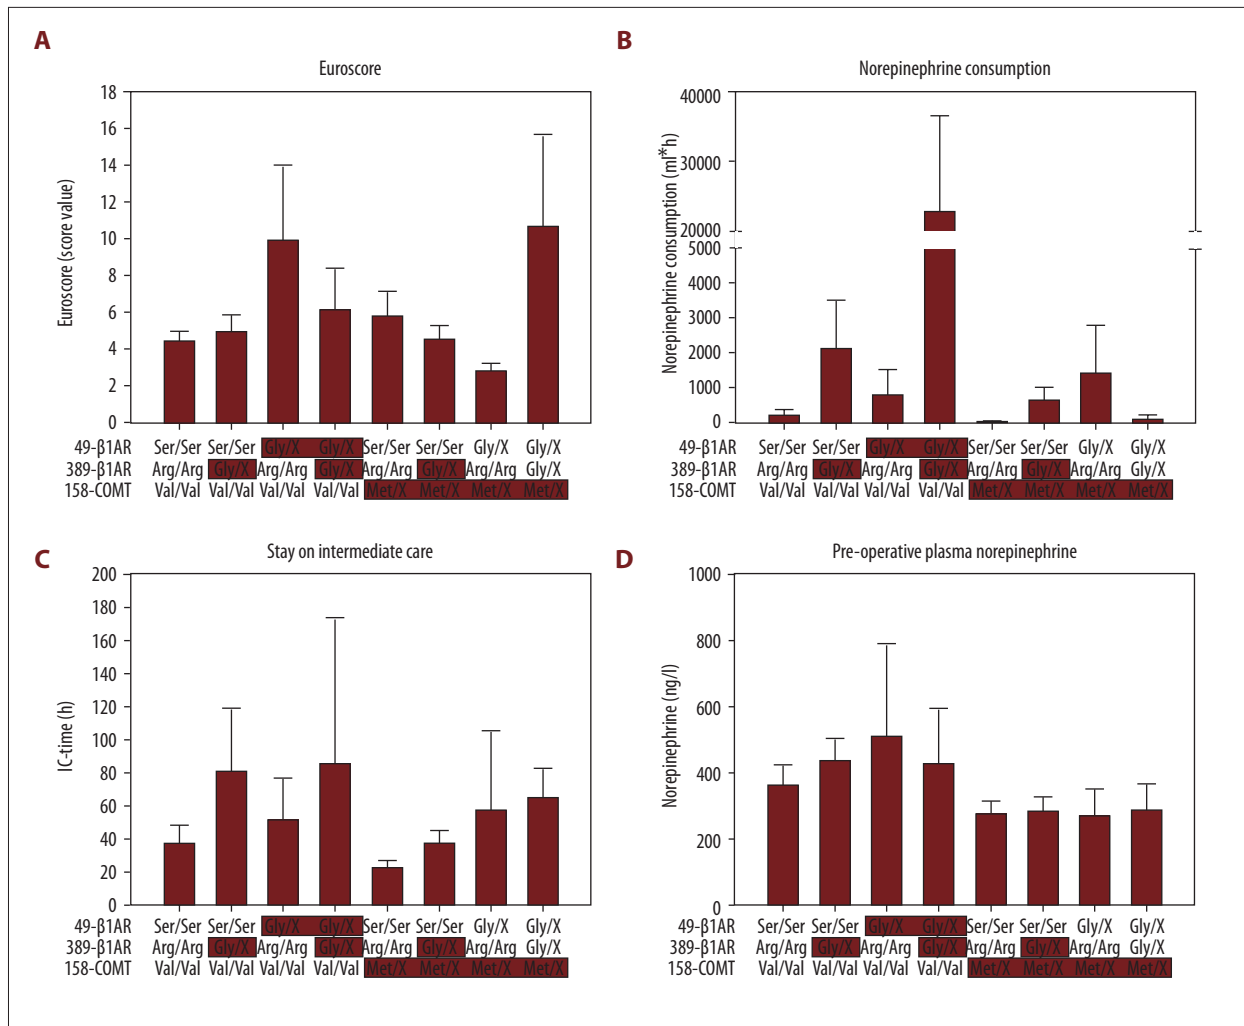 A
Euroscore
Euroscore (score value)
18
16
14
12
10
8
6
4
2
0
49-β1AR Ser/Ser Ser/Ser Gly/X Gly/X Ser/Ser Ser/Ser Gly/X Gly/X
389-β1AR Arg/Arg Gly/X Arg/Arg Gly/X Arg/Arg Gly/X Arg/Arg Gly/X
158-COMT Val/Val Val/Val Val/Val Val/Val Met/X Met/X Met/X Met/X
B
Norepinephrine consumption
Norepinephrine consumption (ml*h)
40000
30000
20000
5000
4000
3000
2000
1000
0
49-β1AR Ser/Ser Ser/Ser Gly/X Gly/X Ser/Ser Ser/Ser Gly/X Gly/X
389-β1AR Arg/Arg Gly/X Arg/Arg Gly/X Arg/Arg Gly/X Arg/Arg Gly/X
158-COMT Val/Val Val/Val Val/Val Val/Val Met/X Met/X Met/X Met/X
C
Stay on intermediate care
IC-time (h)
200
180
160
140
120
100
80
60
40
20
0
49-β1AR Ser/Ser Ser/Ser Gly/X Gly/X Ser/Ser Ser/Ser Gly/X Gly/X
389-β1AR Arg/Arg Gly/X Arg/Arg Gly/X Arg/Arg Gly/X Arg/Arg Gly/X
158-COMT Val/Val Val/Val Val/Val Val/Val Met/X Met/X Met/X Met/X
D
Pre-operative plasma norepinephrine
Norepinephrine (ng/l)
1000
800
600
400
200
0
49-β1AR Ser/Ser Ser/Ser Gly/X Gly/X Ser/Ser Ser/Ser Gly/X Gly/X
389-β1AR Arg/Arg Gly/X Arg/Arg Gly/X Arg/Arg Gly/X Arg/Arg Gly/X
158-COMT Val/Val Val/Val Val/Val Val/Val Met/X Met/X Met/X Met/X